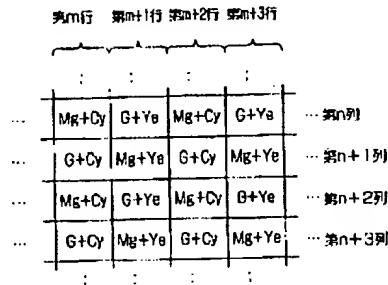 第m行 第m+1行 第m+2行 第m+3行
⋮ ⋮ ⋮ ⋮
… Mg+Cy G+Ye Mg+Cy G+Ye … 第n列
… G+Cy Mg+Ye G+Cy Mg+Ye … 第n+1列
… Mg+Cy G+Ye Mg+Cy G+Ye … 第n+2列
… G+Cy Mg+Ye G+Cy Mg+Ye … 第n+3列
⋮ ⋮ ⋮ ⋮